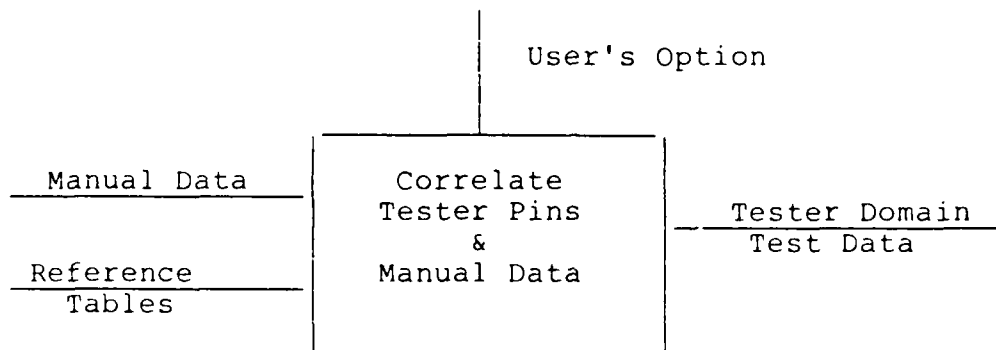 User's Option
Manual Data
Correlate
Tester Pins
&
Manual Data
Reference
Tables
Tester Domain
Test Data